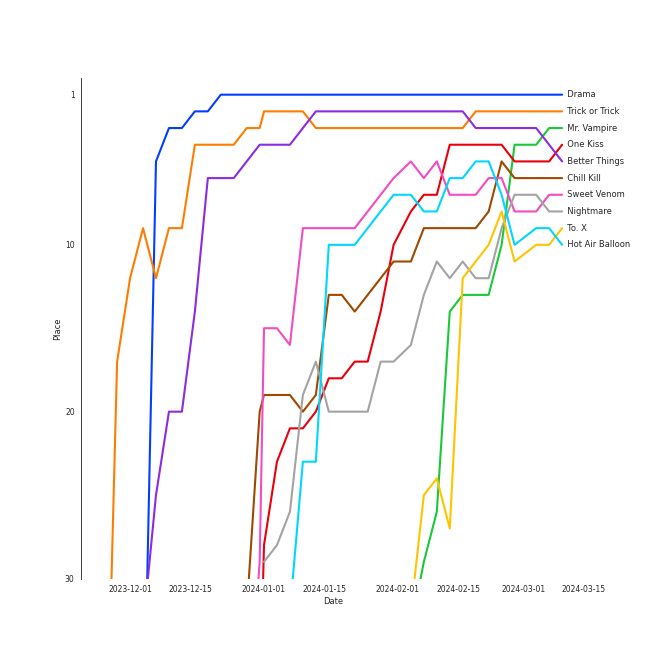 1
10
20
30
Place
Drama
Trick or Trick
Mr. Vampire
One Kiss
Better Things
Chill Kill
Sweet Venom
Nightmare
To. X
Hot Air Balloon
2023-12-01 2023-12-15 2024-01-01 2024-01-15 2024-02-01 2024-02-15 2024-03-01 2024-03-15
Date